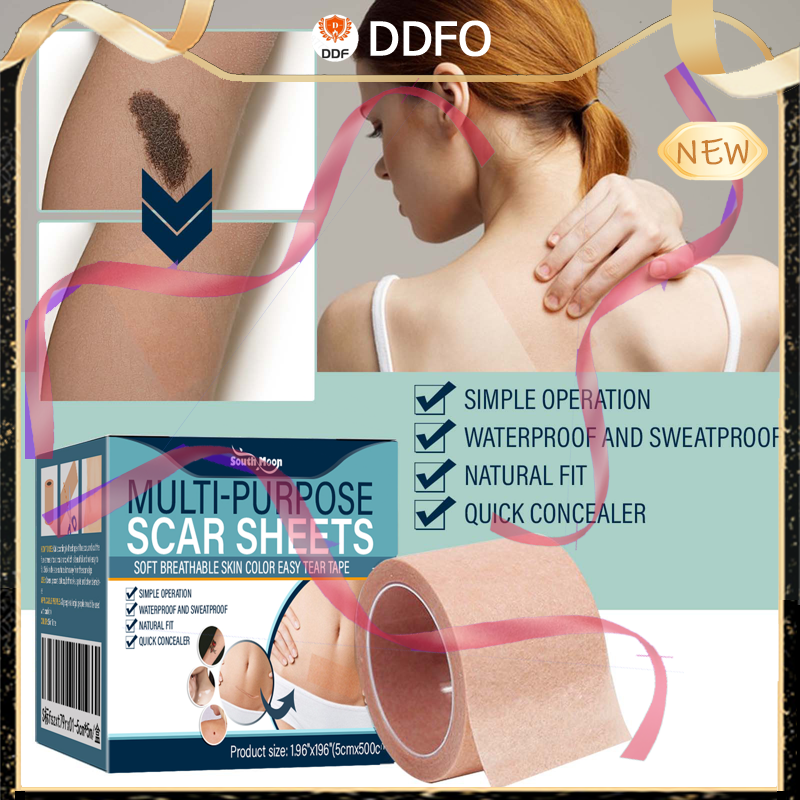 DDF
DDFO
NEW
SIMPLE OPERATION
WATERPROOF AND SWEATPROOF
NATURAL FIT
QUICK CONCEALER
South Moon
MULTI-PURPOSE
SCAR SHEETS
SOFT BREATHABLE SKIN COLOR EASY TEAR TAPE
SIMPLE OPERATION
WATERPROOF AND SWEATPROOF
NATURAL FIT
QUICK CONCEALER
Product size: 1.96"x196"(5cmx500c